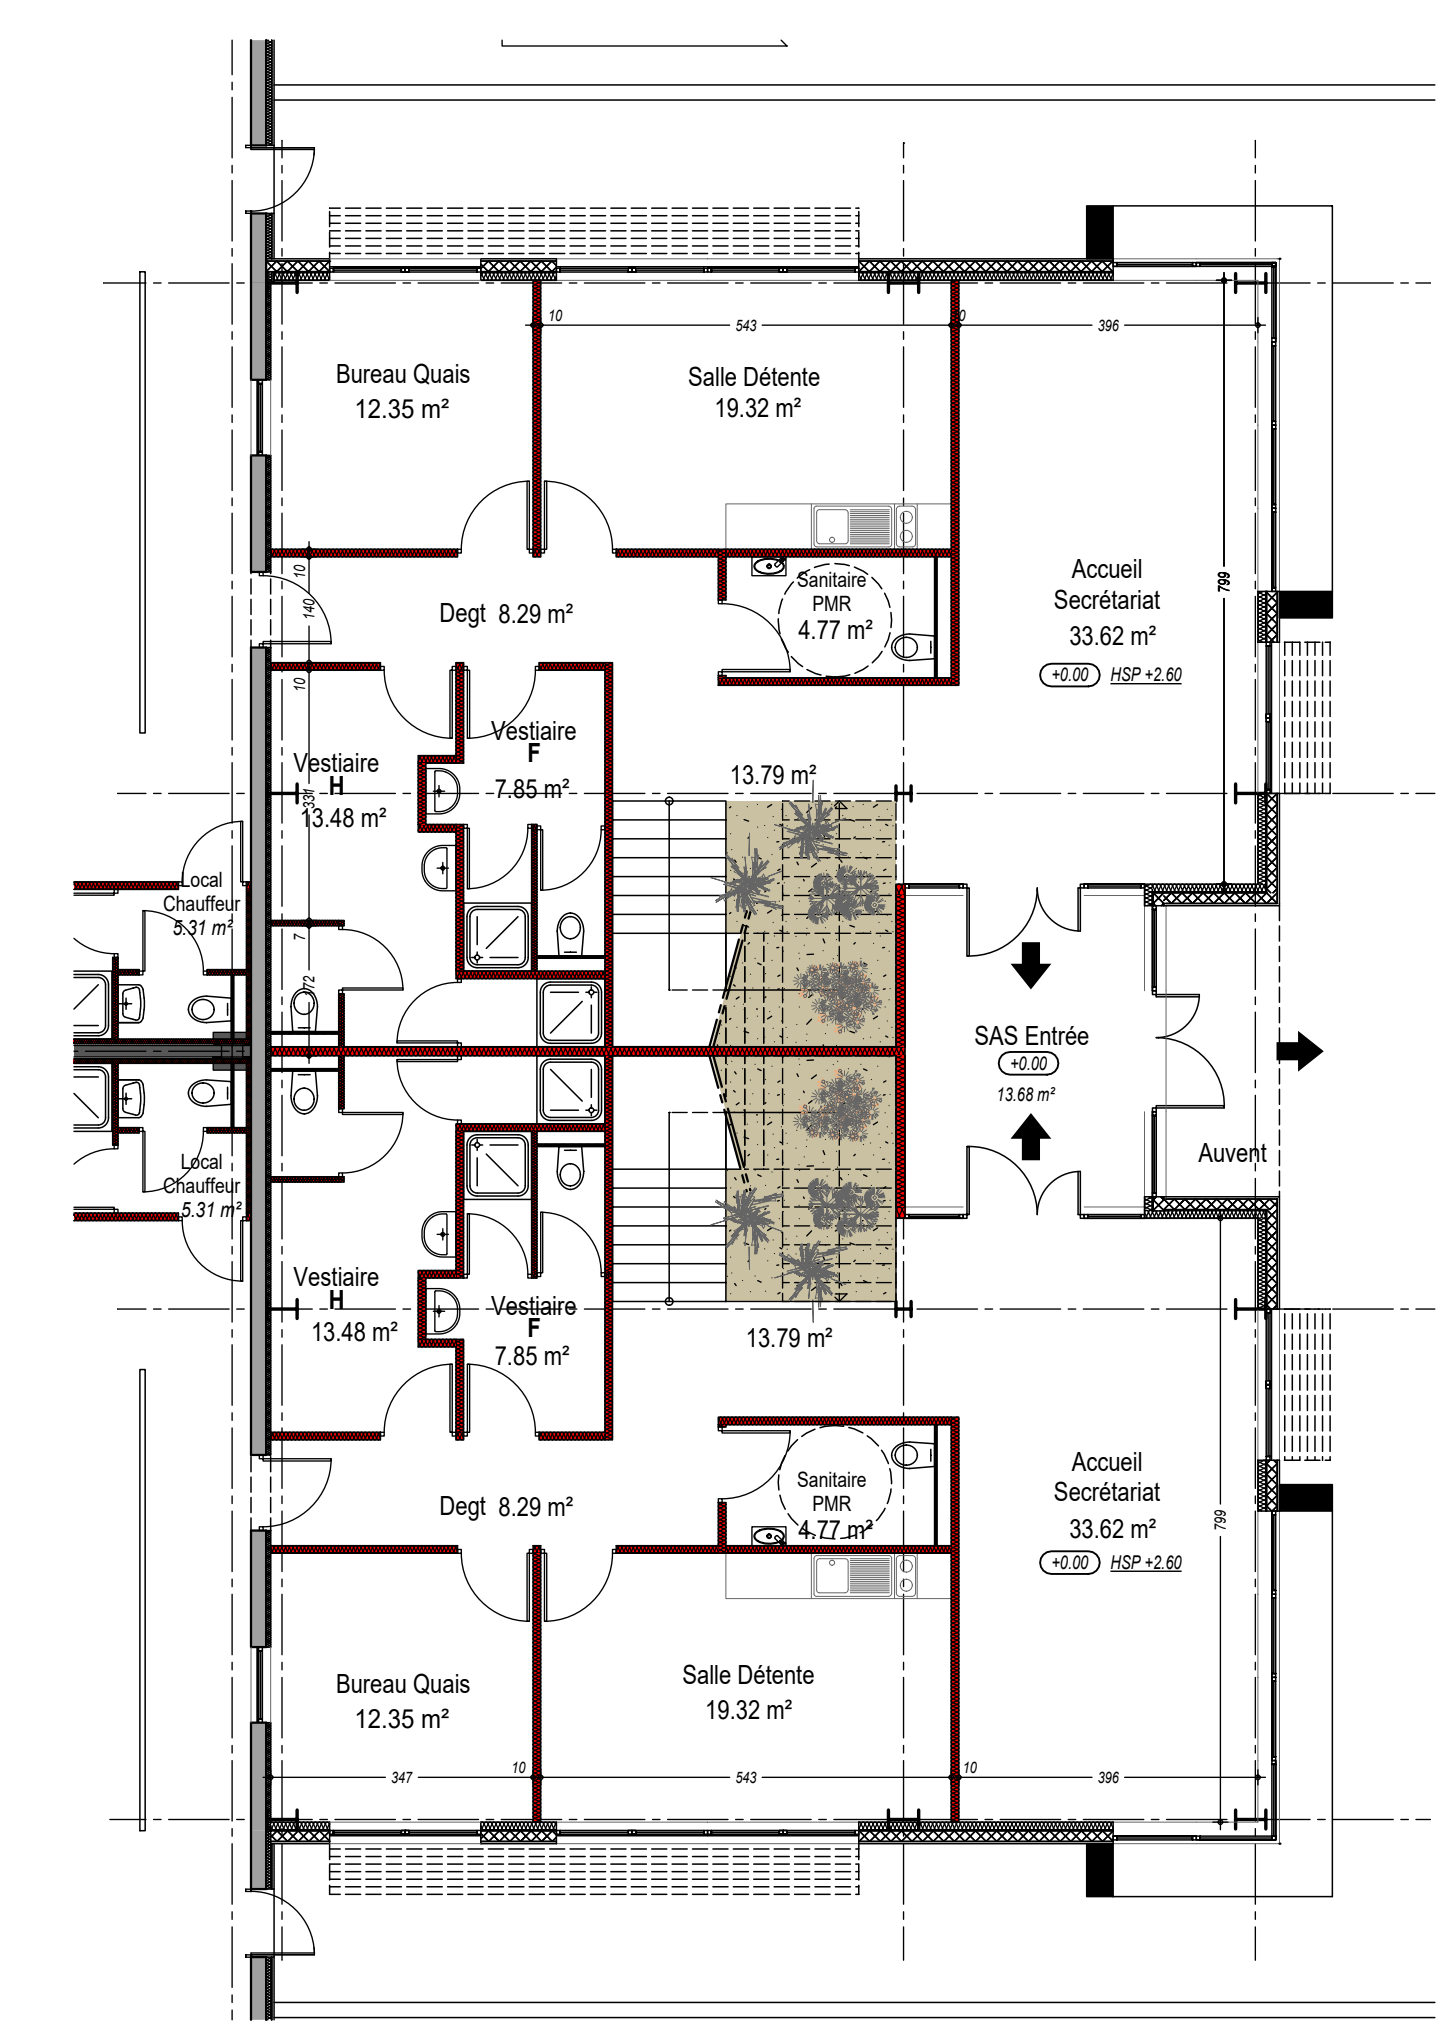 10
543
0
396
Bureau Quais
12.35 m²
Salle Détente
19.32 m²
Accueil
Secrétariat
33.62 m²
+0.00 HSP +2.60
799
10
140
10
Degt 8.29 m²
Sanitaire
PMR
4.77 m²
Vestiaire
H
13.48 m²
331
Vestiaire
F
7.85 m²
13.79 m²
Local
Chauffeur
5.31 m²
7
SAS Entrée
+0.00
13.68 m²
Auvent
Local
Chauffeur
5.31 m²
Vestiaire
H
13.48 m²
Vestiaire
F
7.85 m²
13.79 m²
Degt 8.29 m²
Sanitaire
PMR
4.77 m²
Accueil
Secrétariat
33.62 m²
+0.00 HSP +2.60
799
Bureau Quais
12.35 m²
Salle Détente
19.32 m²
347
10
543
10
396